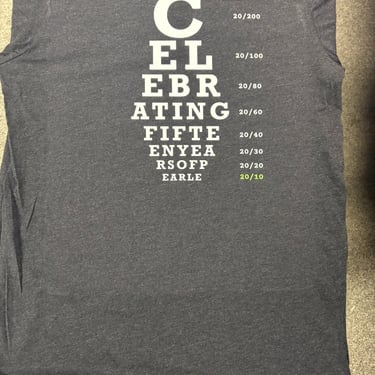 C 20/200
EL 20/100
EBR 20/80
ATING 20/60
FIFTE 20/40
ENYEA 20/30
RSOFP 20/20
EARLE 20/10